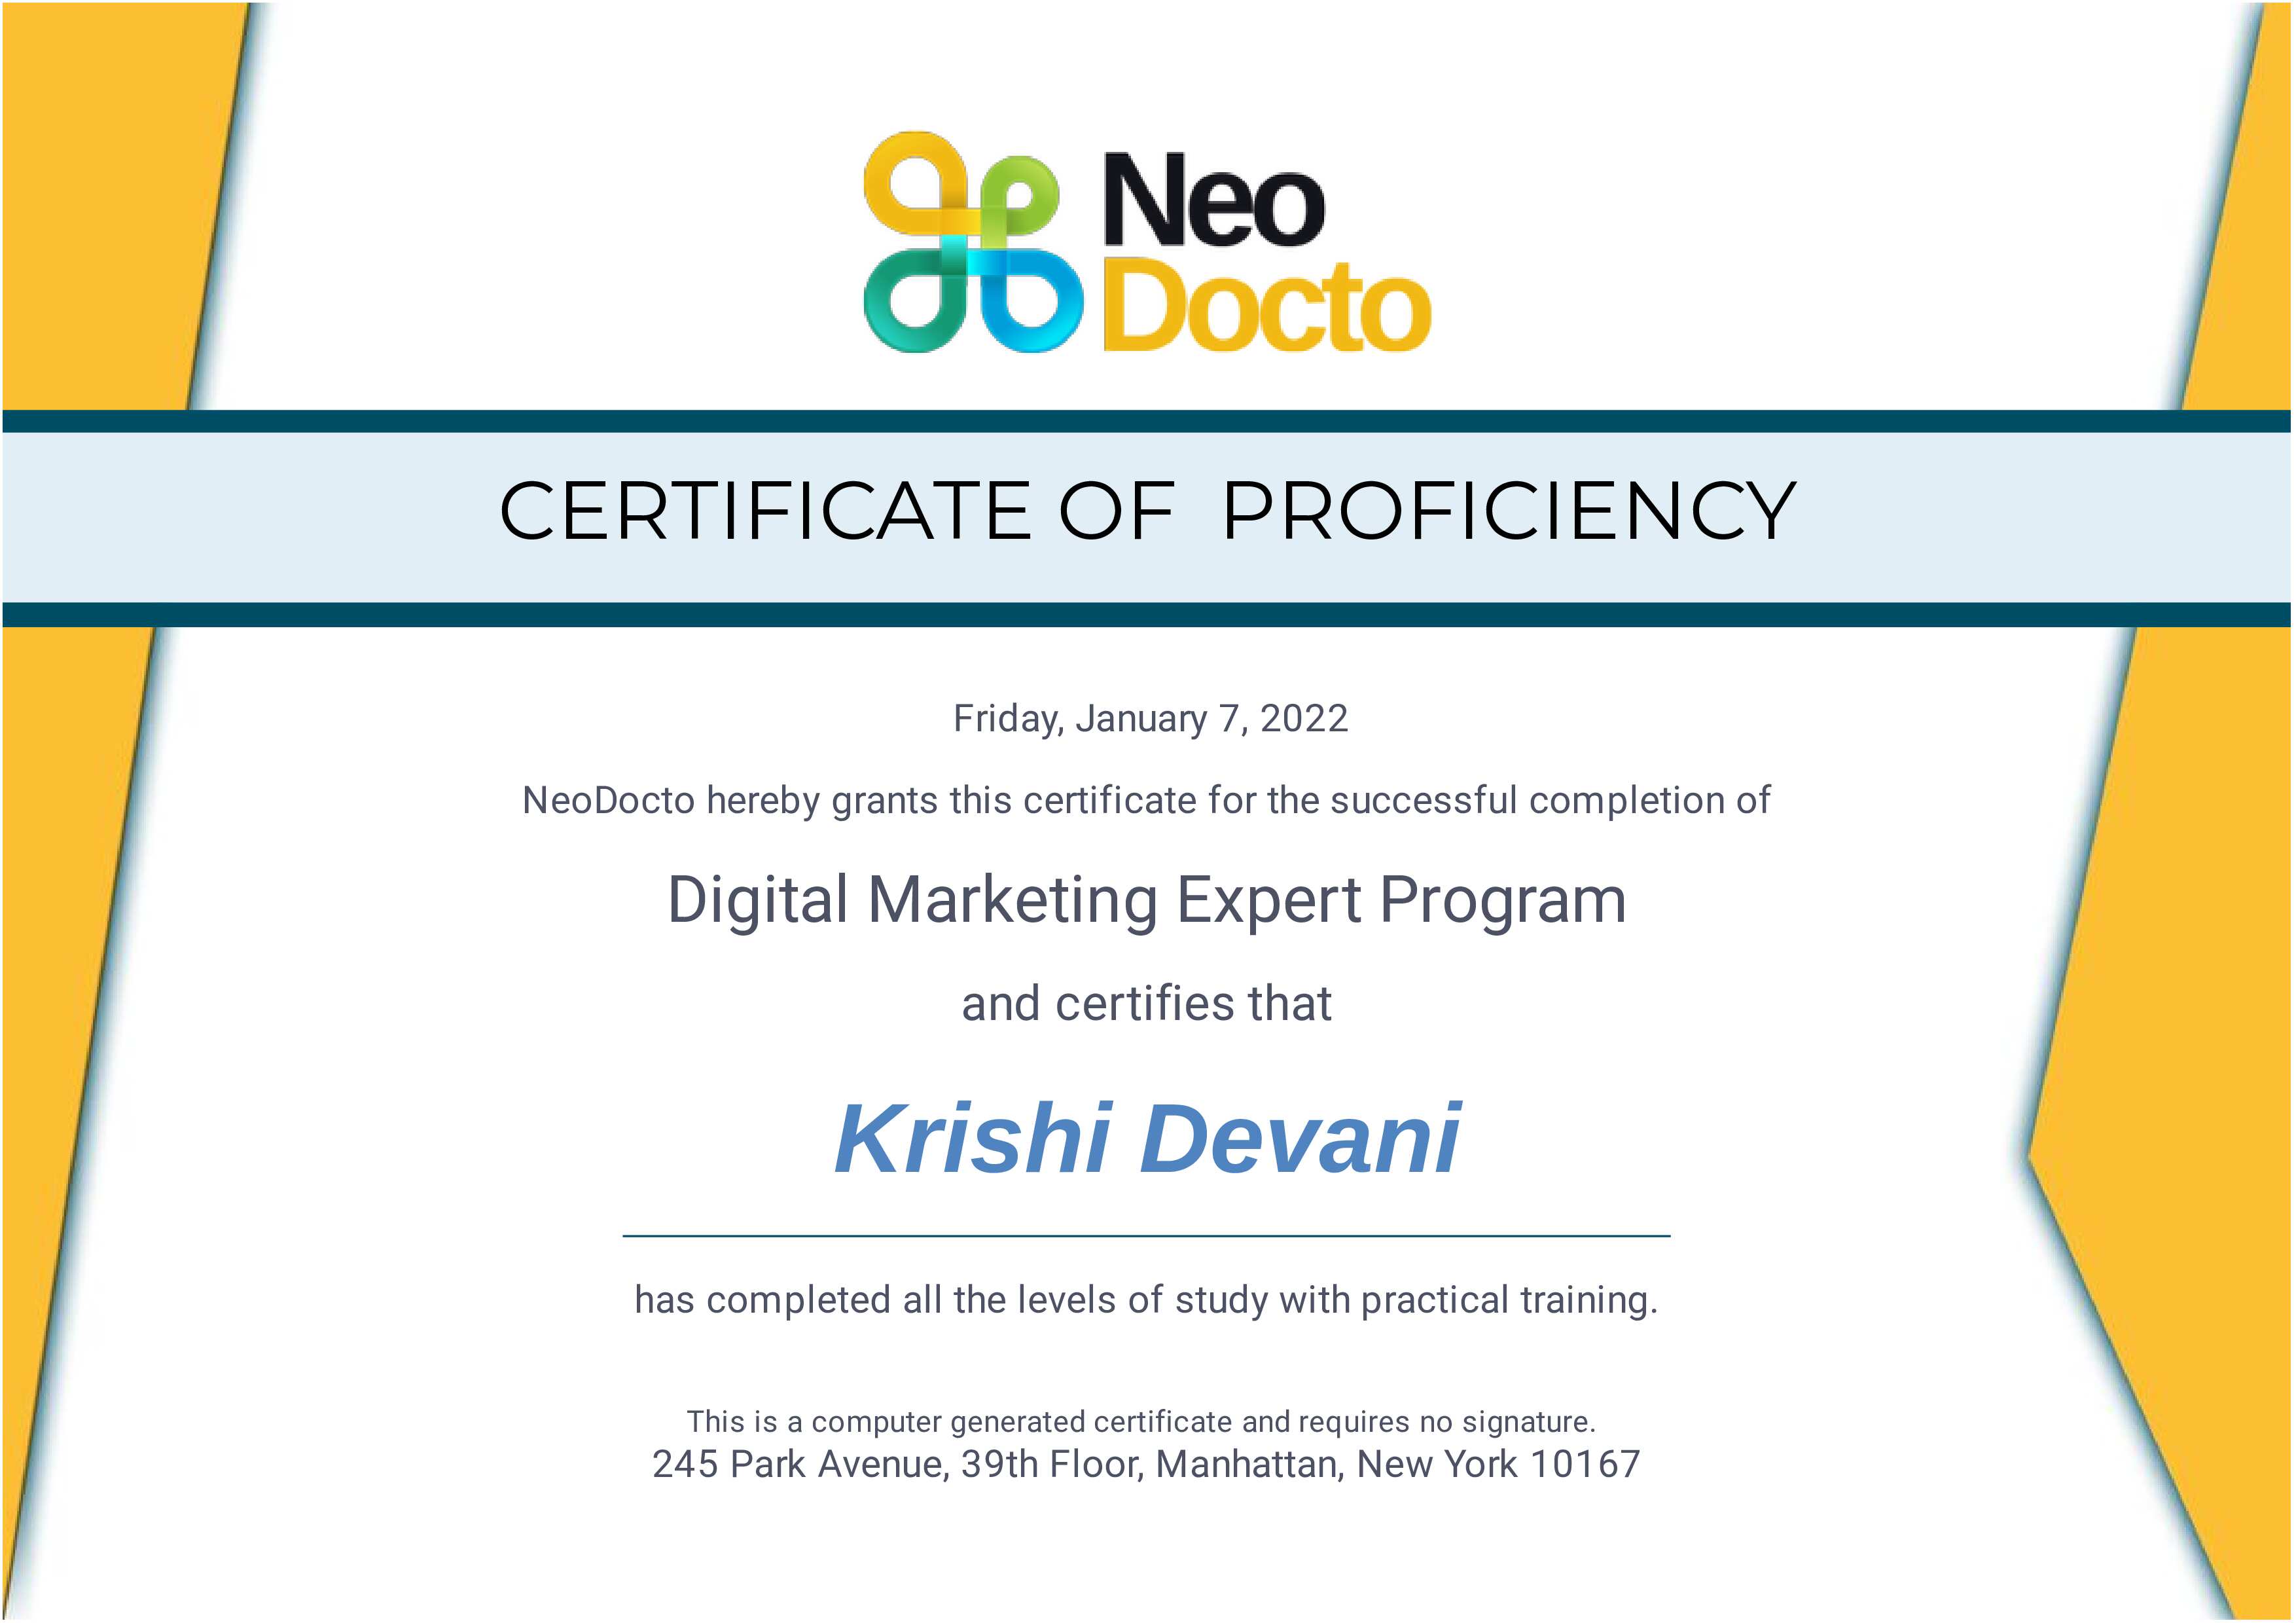 Neo
Docto
CERTIFICATE OF PROFICIENCY
Friday, January 7, 2022
NeoDocto hereby grants this certificate for the successful completion of
Digital Marketing Expert Program
and certifies that
Krishi Devani
has completed all the levels of study with practical training.
This is a computer generated certificate and requires no signature.
245 Park Avenue, 39th Floor, Manhattan, New York 10167